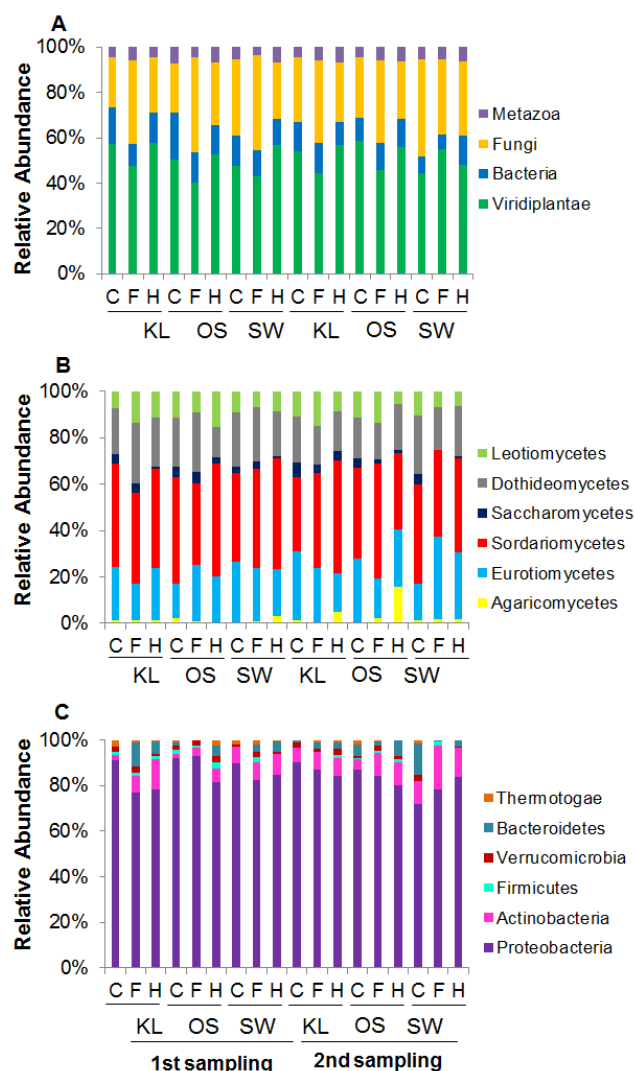 A
Relative Abundance
100%
80%
60%
40%
20%
0%
Metazoa
Fungi
Bacteria
Viridiplantae
C F H C F H C F H C F H C F H C F H
KL OS SW KL OS SW
B
Relative Abundance
100%
80%
60%
40%
20%
0%
Leotiomycetes
Dothideomycetes
Saccharomycetes
Sordariomycetes
Eurotiomycetes
Agaricomycetes
C F H C F H C F H C F H C F H C F H
KL OS SW KL OS SW
C
Relative Abundance
100%
80%
60%
40%
20%
0%
Thermotogae
Bacteroidetes
Verrucomicrobia
Firmicutes
Actinobacteria
Proteobacteria
C F H C F H C F H C F H C F H C F H
KL OS SW KL OS SW
1st sampling 2nd sampling